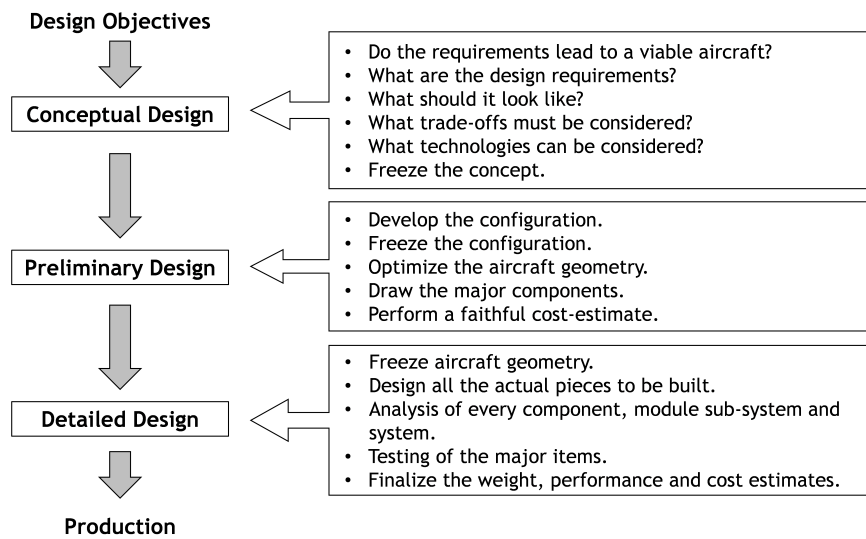 Design Objectives
Conceptual Design
• Do the requirements lead to a viable aircraft?
• What are the design requirements?
• What should it look like?
• What trade-offs must be considered?
• What technologies can be considered?
• Freeze the concept.
Preliminary Design
• Develop the configuration.
• Freeze the configuration.
• Optimize the aircraft geometry.
• Draw the major components.
• Perform a faithful cost-estimate.
Detailed Design
• Freeze aircraft geometry.
• Design all the actual pieces to be built.
• Analysis of every component, module sub-system and
system.
• Testing of the major items.
• Finalize the weight, performance and cost estimates.
Production